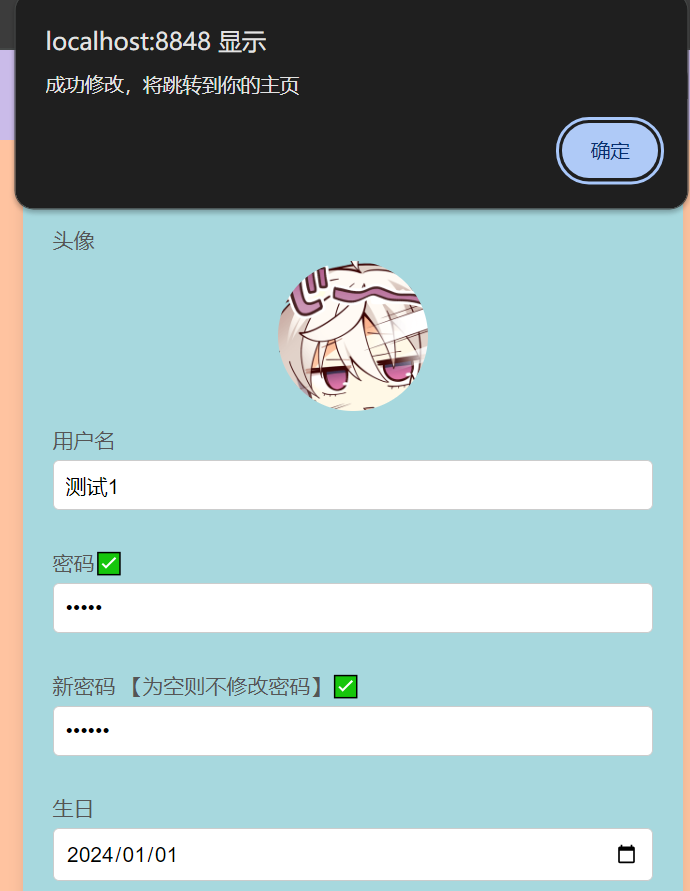 localhost:8848 显示
成功修改，将跳转到你的主页
确定
头像
用户名
测试1
密码✅
•••••
新密码 【为空则不修改密码】✅
••••••
生日
2024/01/01